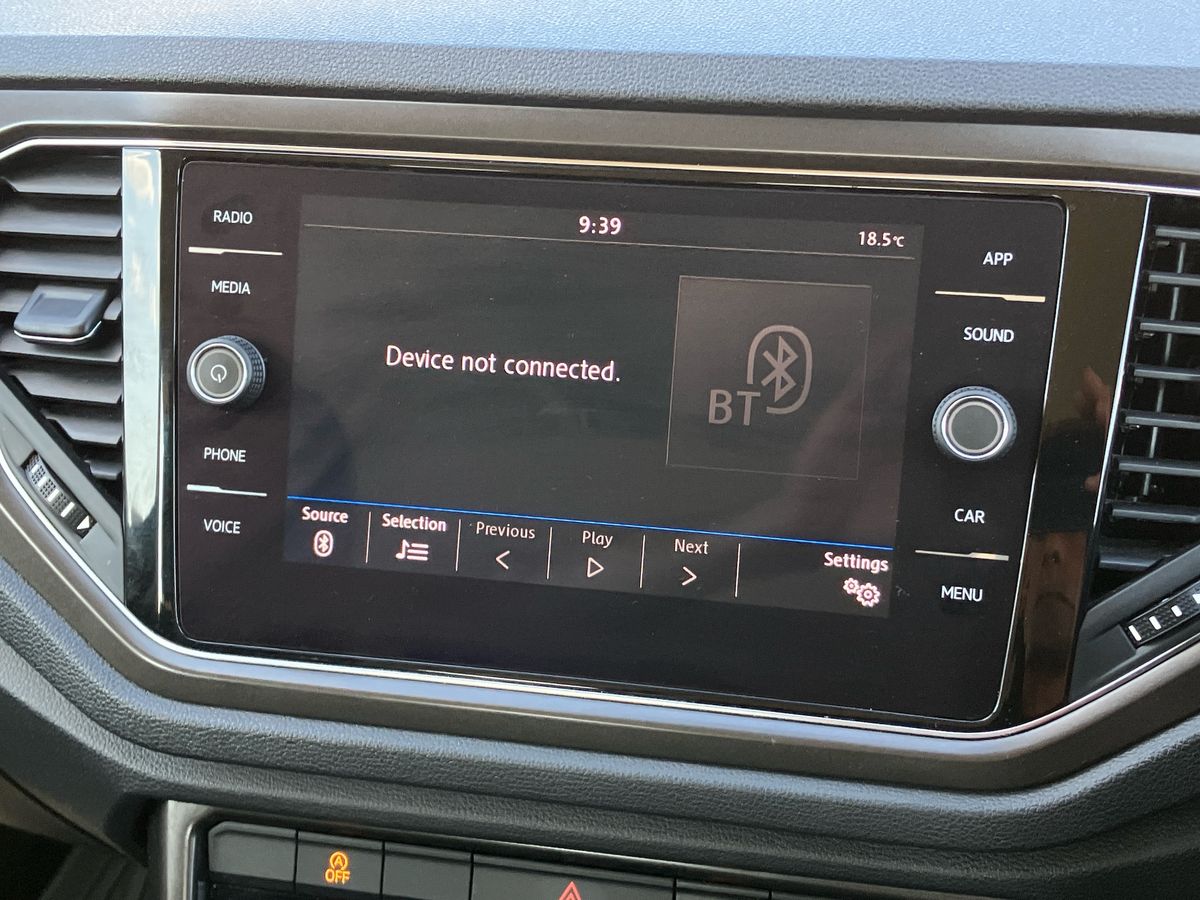 9:39
18.5°C
RADIO
MEDIA
PHONE
VOICE
Device not connected.
BT
APP
SOUND
CAR
MENU
Source
Selection
Previous
Play
Next
Settings
A
OFF